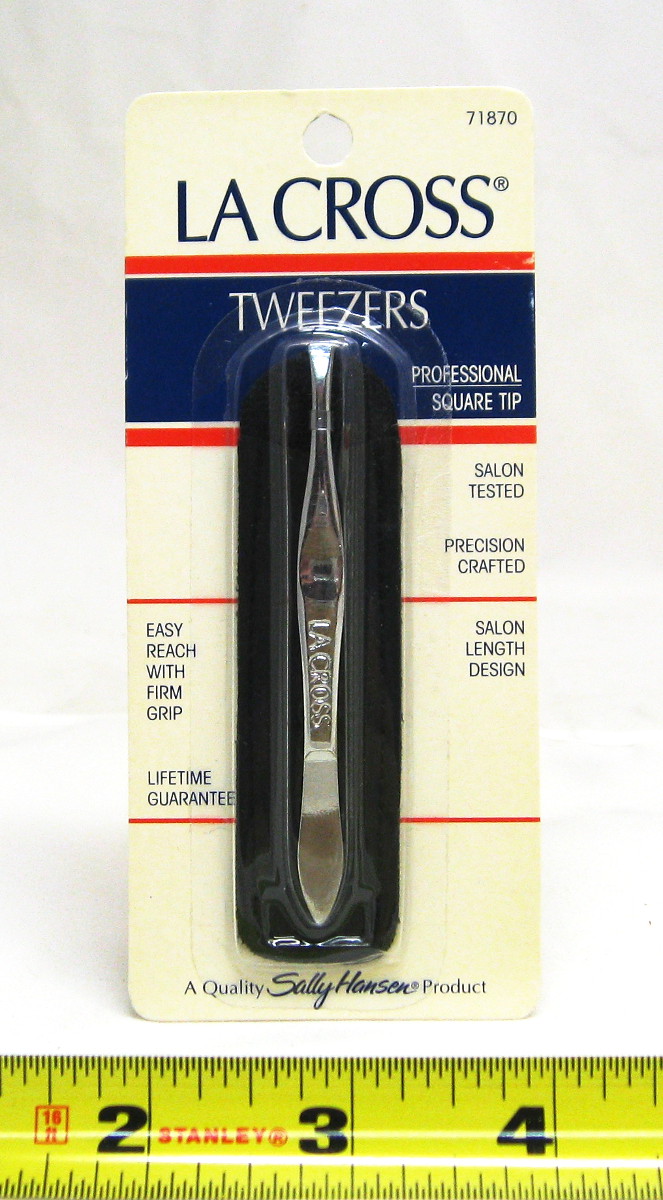 71870
LA CROSS®
TWEEZERS
PROFESSIONAL
SQUARE TIP
SALON
TESTED
PRECISION
CRAFTED
EASY
REACH
WITH
FIRM
GRIP
SALON
LENGTH
DESIGN
LA CROSS
LIFETIME
GUARANTEE
A Quality Sally Hansen® Product
16
ft
2 STANLEY® 3 4